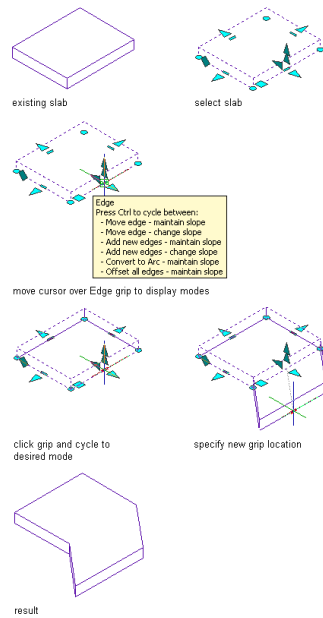 existing slab
select slab
Edge
Press Ctrl to cycle between:
- Move edge - maintain slope
- Move edge - change slope
- Add new edges - maintain slope
- Add new edges - change slope
- Convert to Arc - maintain slope
- Offset all edges - maintain slope
move cursor over Edge grip to display modes
click grip and cycle to
desired mode
specify new grip location
result